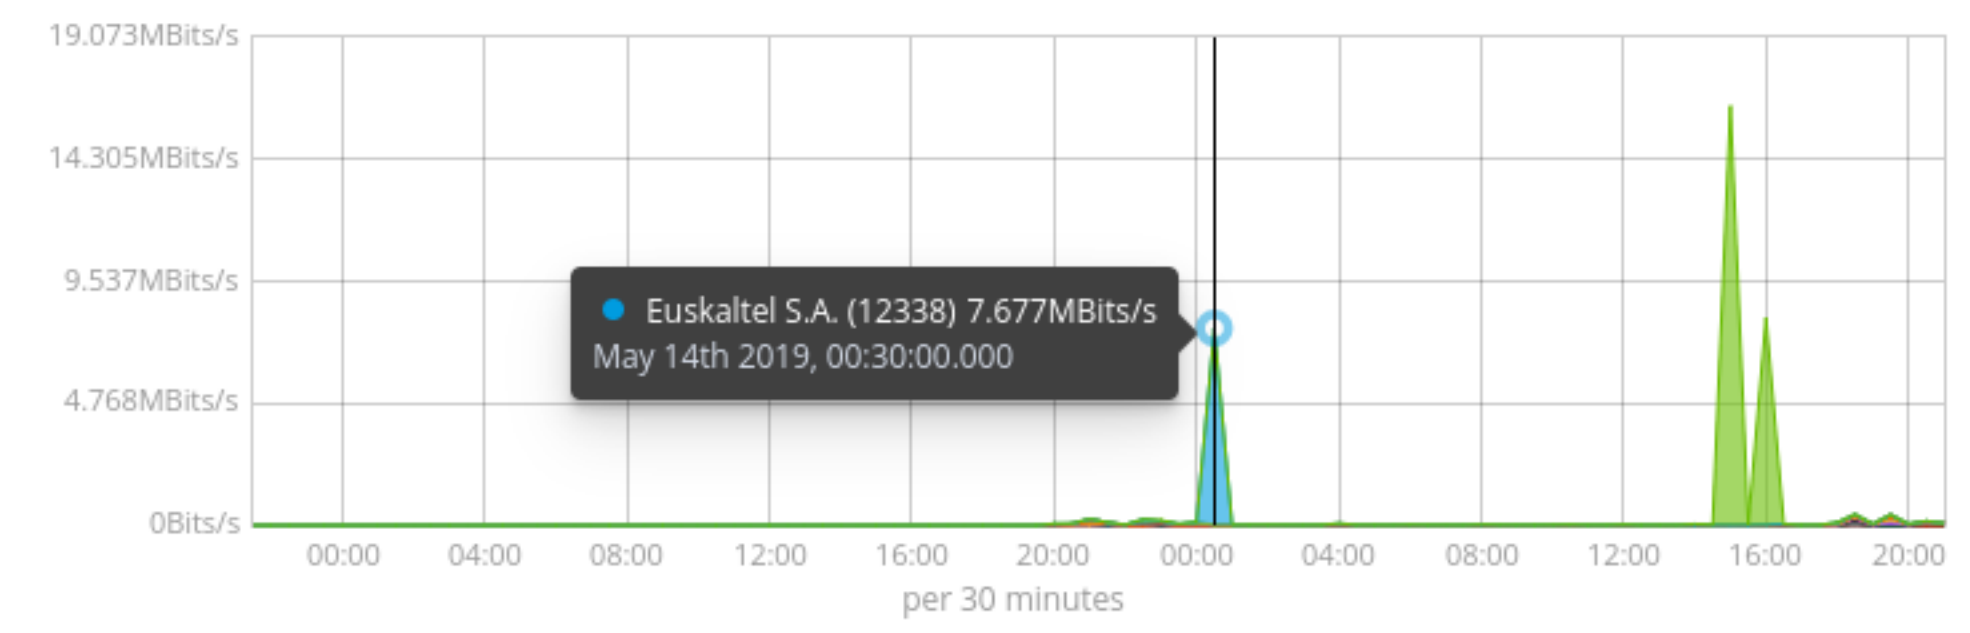 19.073MBits/s
14.305MBits/s
9.537MBits/s
4.768MBits/s
0Bits/s
Euskaltel S.A. (12338) 7.677MBits/s
May 14th 2019, 00:30:00.000
00:00 04:00 08:00 12:00 16:00 20:00 00:00 04:00 08:00 12:00 16:00 20:00
per 30 minutes